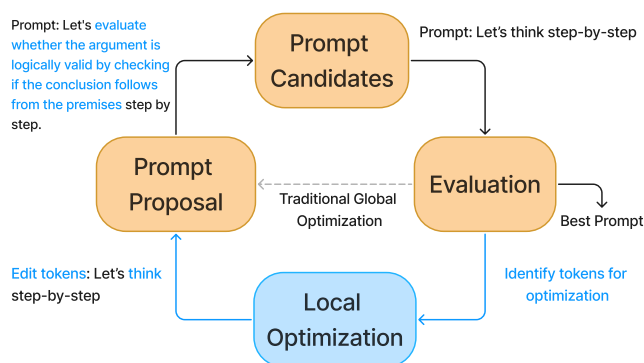 Prompt: Let's evaluate
whether the argument is
logically valid by checking
if the conclusion follows
from the premises step by
step.
Prompt
Candidates
Prompt: Let’s think step-by-step
Prompt
Proposal
Traditional Global
Optimization
Evaluation
Best Prompt
Edit tokens: Let’s think
step-by-step
Local
Optimization
Identify tokens for
optimization